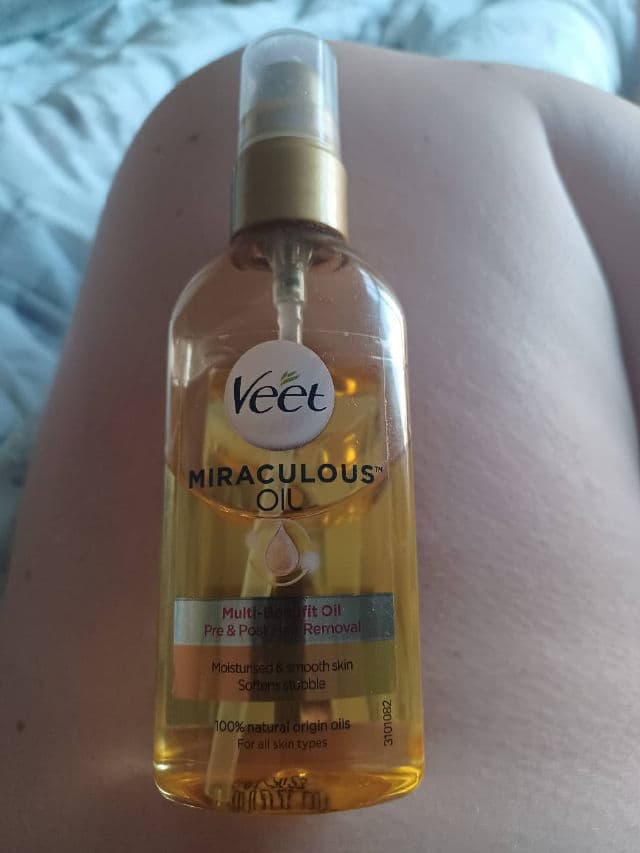 Veet
MIRACULOUS™
OIL
Multi-Benefit Oil
Pre & Post Hair Removal
Moisturised & smooth skin
Softens stubble
100% natural origin oils
For all skin types
3101082